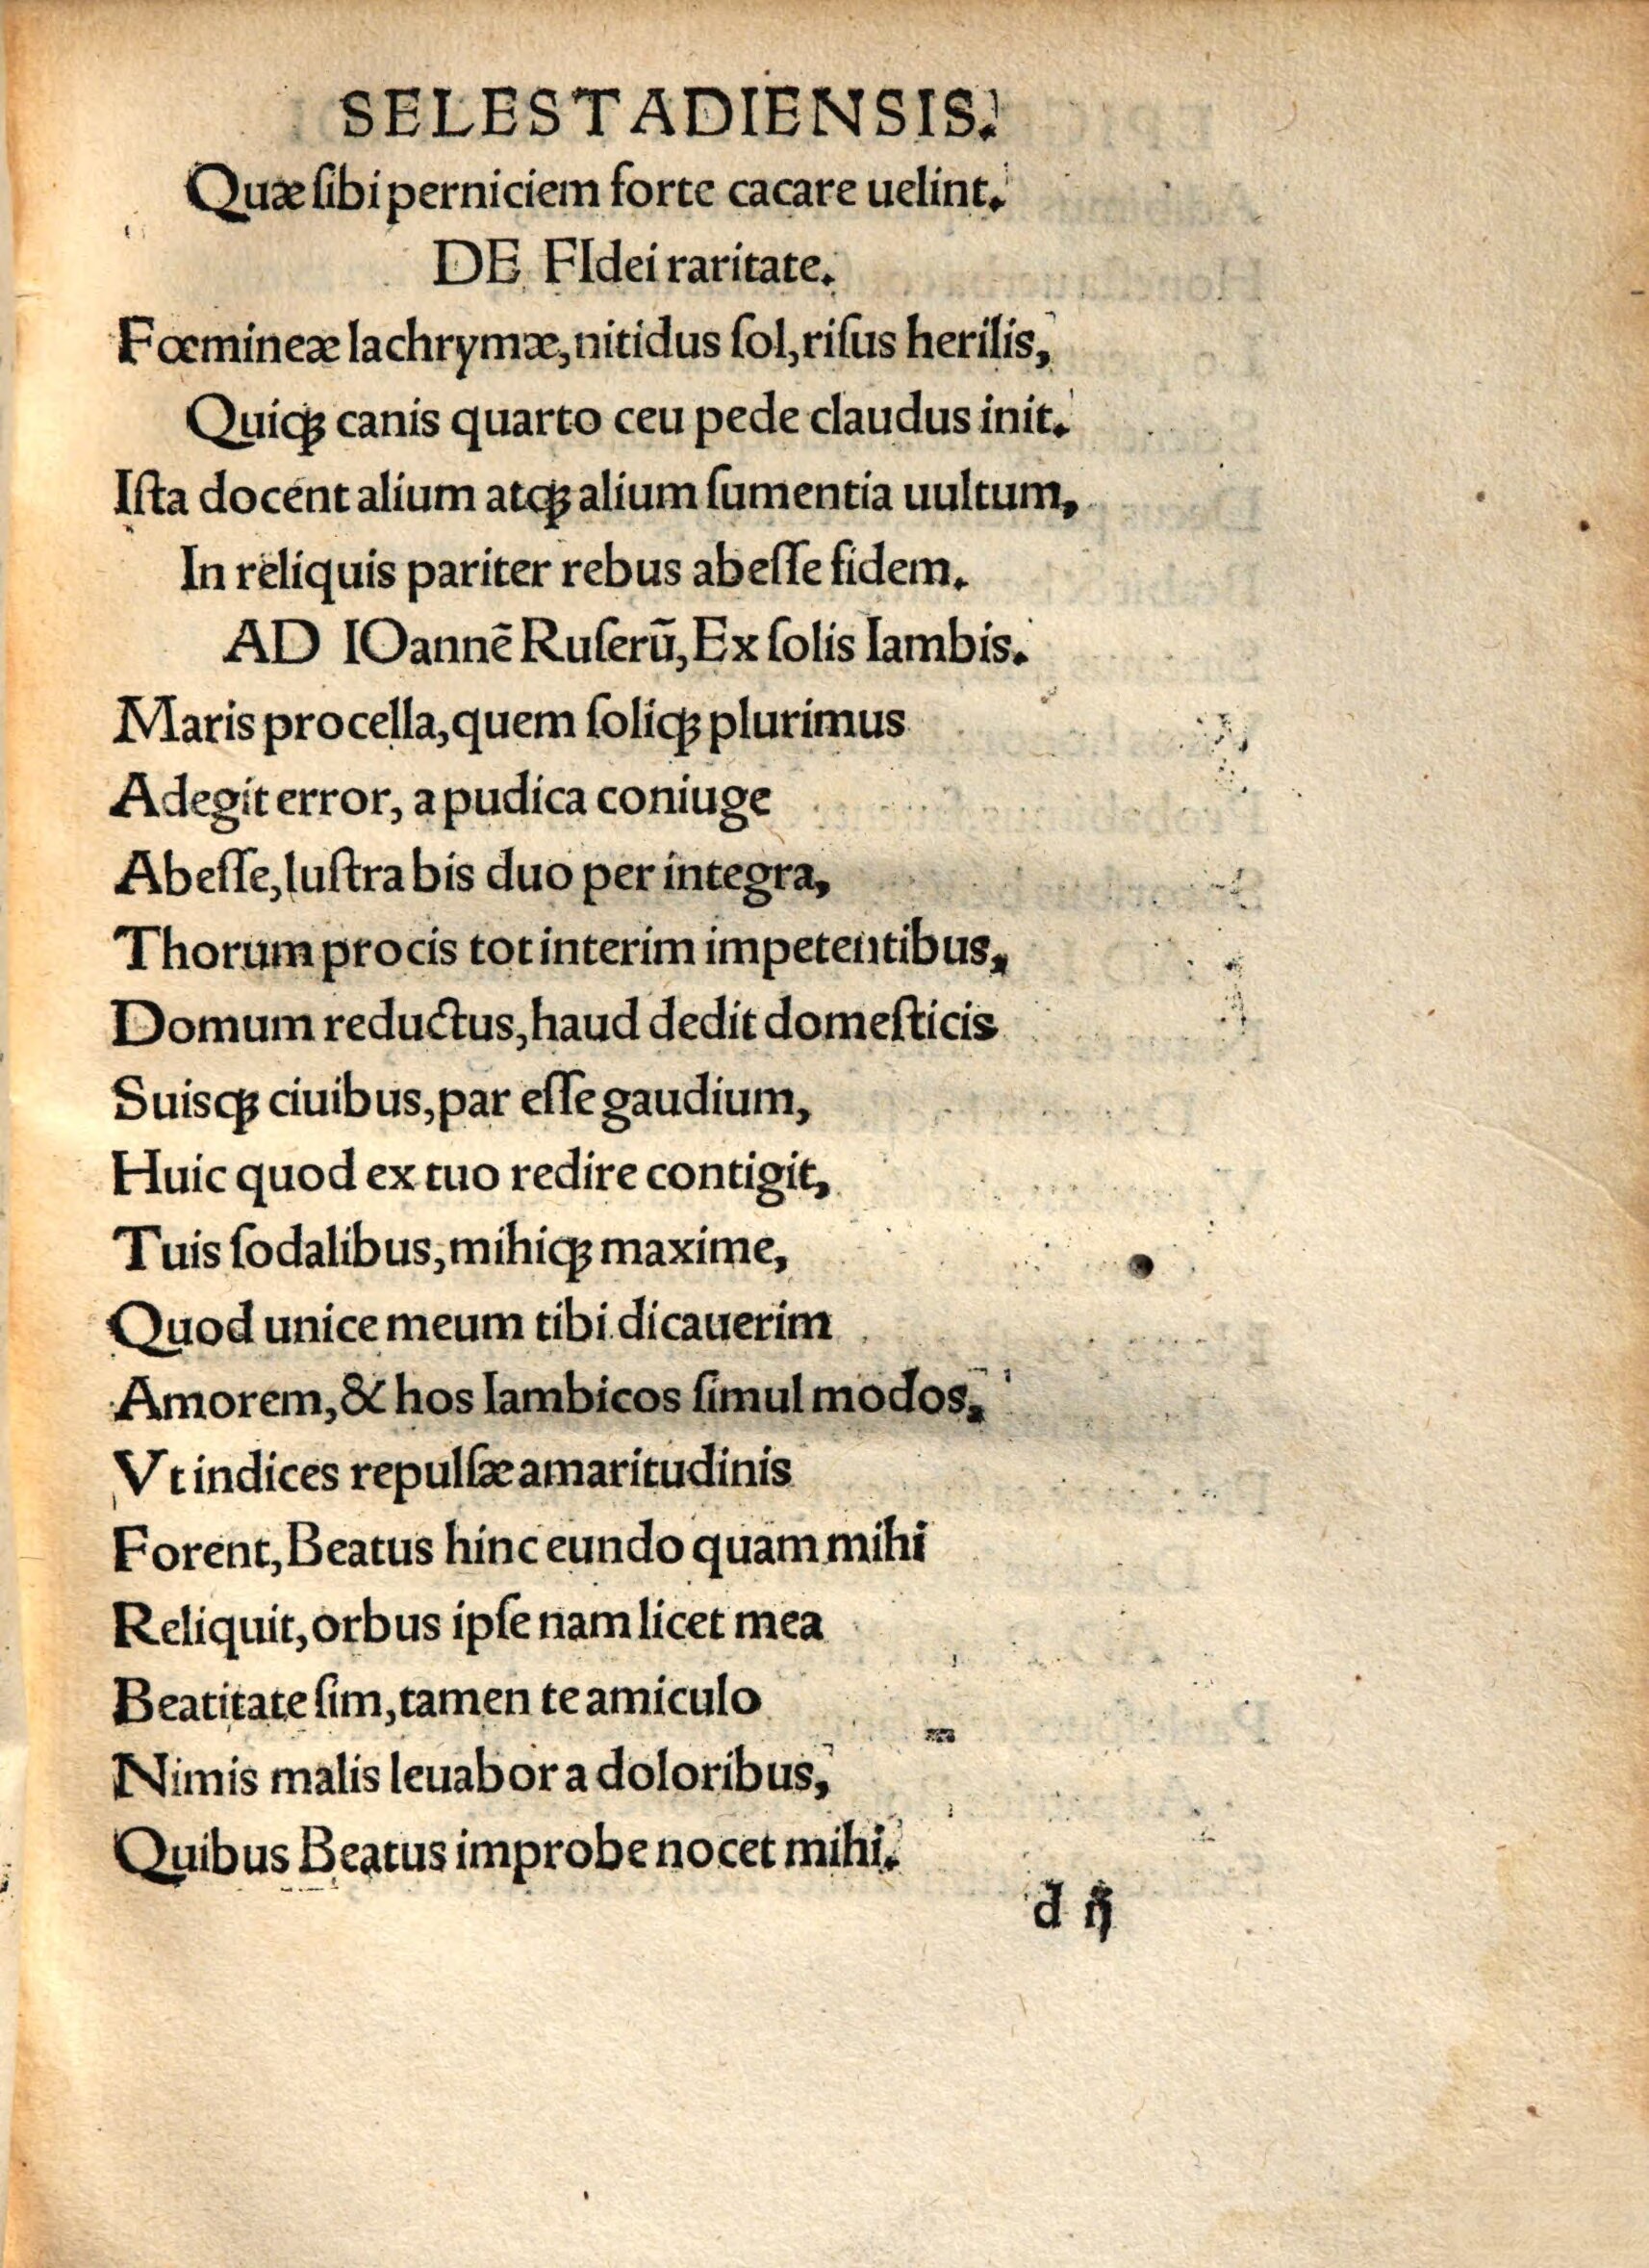 SELESTADIENSIS.
Quæ ſibi perniciem forte cacare uelint.
DE FIdei raritate.
Fœmineæ lachrymæ, nitidus ſol, riſus herilis,
Quiqꝫ canis quarto ceu pede claudus init.
Iſta docent alium atqꝫ alium ſumentia uultum,
In reliquis pariter rebus abeſſe fidem.
AD IOannē Ruſerū, Ex ſolis Iambis.
Maris procella, quem ſoliqꝫ plurimus
Adegit error, a pudica coniuge
Abeſſe, luſtra bis duo per integra,
Thorum procis tot interim impetentibus,
Domum reductus, haud dedit domeſticis
Suisqꝫ ciuibus, par eſſe gaudium,
Huic quod ex tuo redire contigit,
Tuis ſodalibus, mihiqꝫ maxime,
Quod unice meum tibi dicauerim
Amorem, & hos Iambicos ſimul modos,
Vt indices repulſæ amaritudinis
Forent, Beatus hinc eundo quam mihi
Reliquit, orbus ipſe nam licet mea
Beatitate ſim, tamen te amiculo
Nimis malis leuabor a doloribus,
Quibus Beatus improbe nocet mihi.
d ij